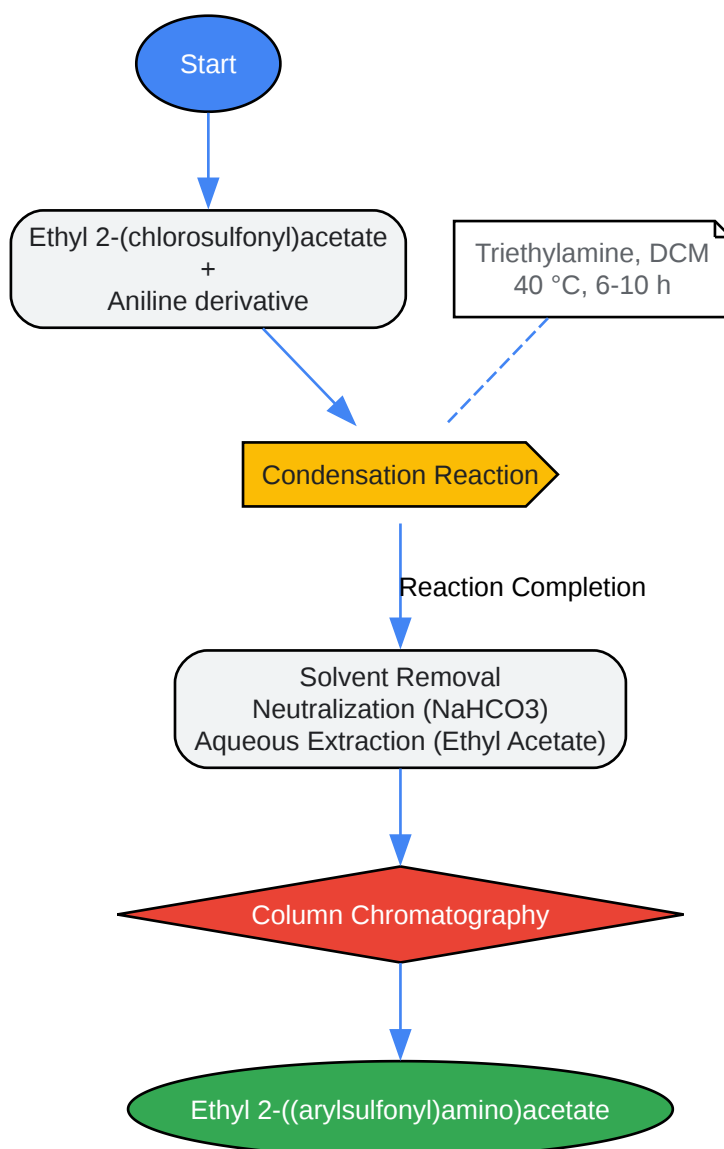 Start
Ethyl 2-(chlorosulfonyl)acetate
+
Aniline derivative
Triethylamine, DCM
40 °C, 6-10 h
Condensation Reaction
Reaction Completion
Solvent Removal
Neutralization (NaHCO3)
Aqueous Extraction (Ethyl Acetate)
Column Chromatography
Ethyl 2-((arylsulfonyl)amino)acetate